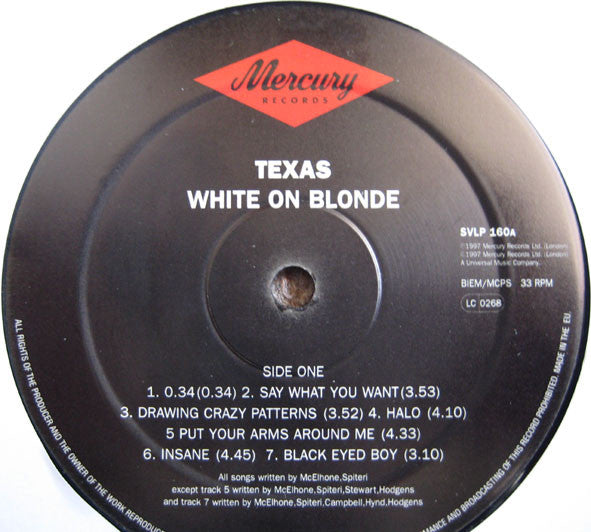 Mercury
RECORDS
TEXAS
WHITE ON BLONDE
SVLP 160A
℗1997 Mercury Records Ltd. (London)
©1997 Mercury Records Ltd. (London)
A Universal Music Company.
BIEM/MCPS 33 RPM
LC 0268
SIDE ONE
1. 0.34(0.34) 2. SAY WHAT YOU WANT(3.53)
3. DRAWING CRAZY PATTERNS (3.52) 4. HALO (4.10)
5 PUT YOUR ARMS AROUND ME (4.33)
6. INSANE (4.45) 7. BLACK EYED BOY (3.10)
All songs written by McElhone,Spiteri
except track 5 written by McElhone,Spiteri,Stewart,Hodgens
and track 7 written by McElhone,Spiteri,Campbell,Hynd,Hodgens
ALL RIGHTS OF THE PRODUCER AND THE OWNER OF THE WORK REPRODUCED
ANCE AND BROADCASTING OF THIS RECORD PROHIBITED. MADE IN THE EU.